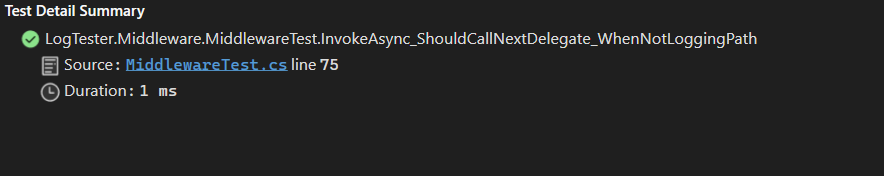 Test Detail Summary
LogTester.Middleware.MiddlewareTest.InvokeAsync_ShouldCallNextDelegate_WhenNotLoggingPath
Source: MiddlewareTest.cs line 75
Duration: 1 ms